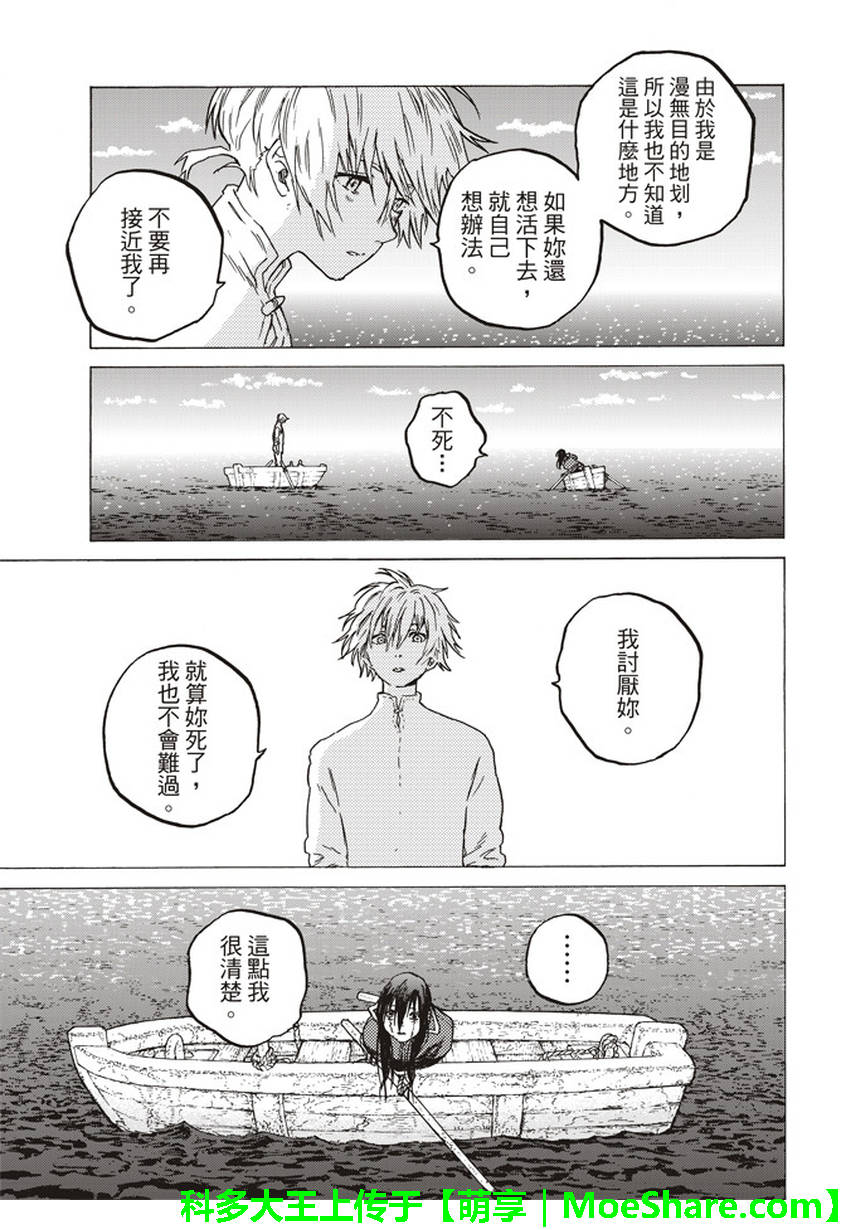 由於我是
漫無目的地划，
所以我也不知道
這是什麼地方。
如果妳還
想活下去，
就自己
想辦法。
不要再
接近我了。
不死…
我討厭妳。
就算妳死了，
我也不會難過。
……
這點我
很清楚。
科多大王上传于【萌享｜MoeShare.com】